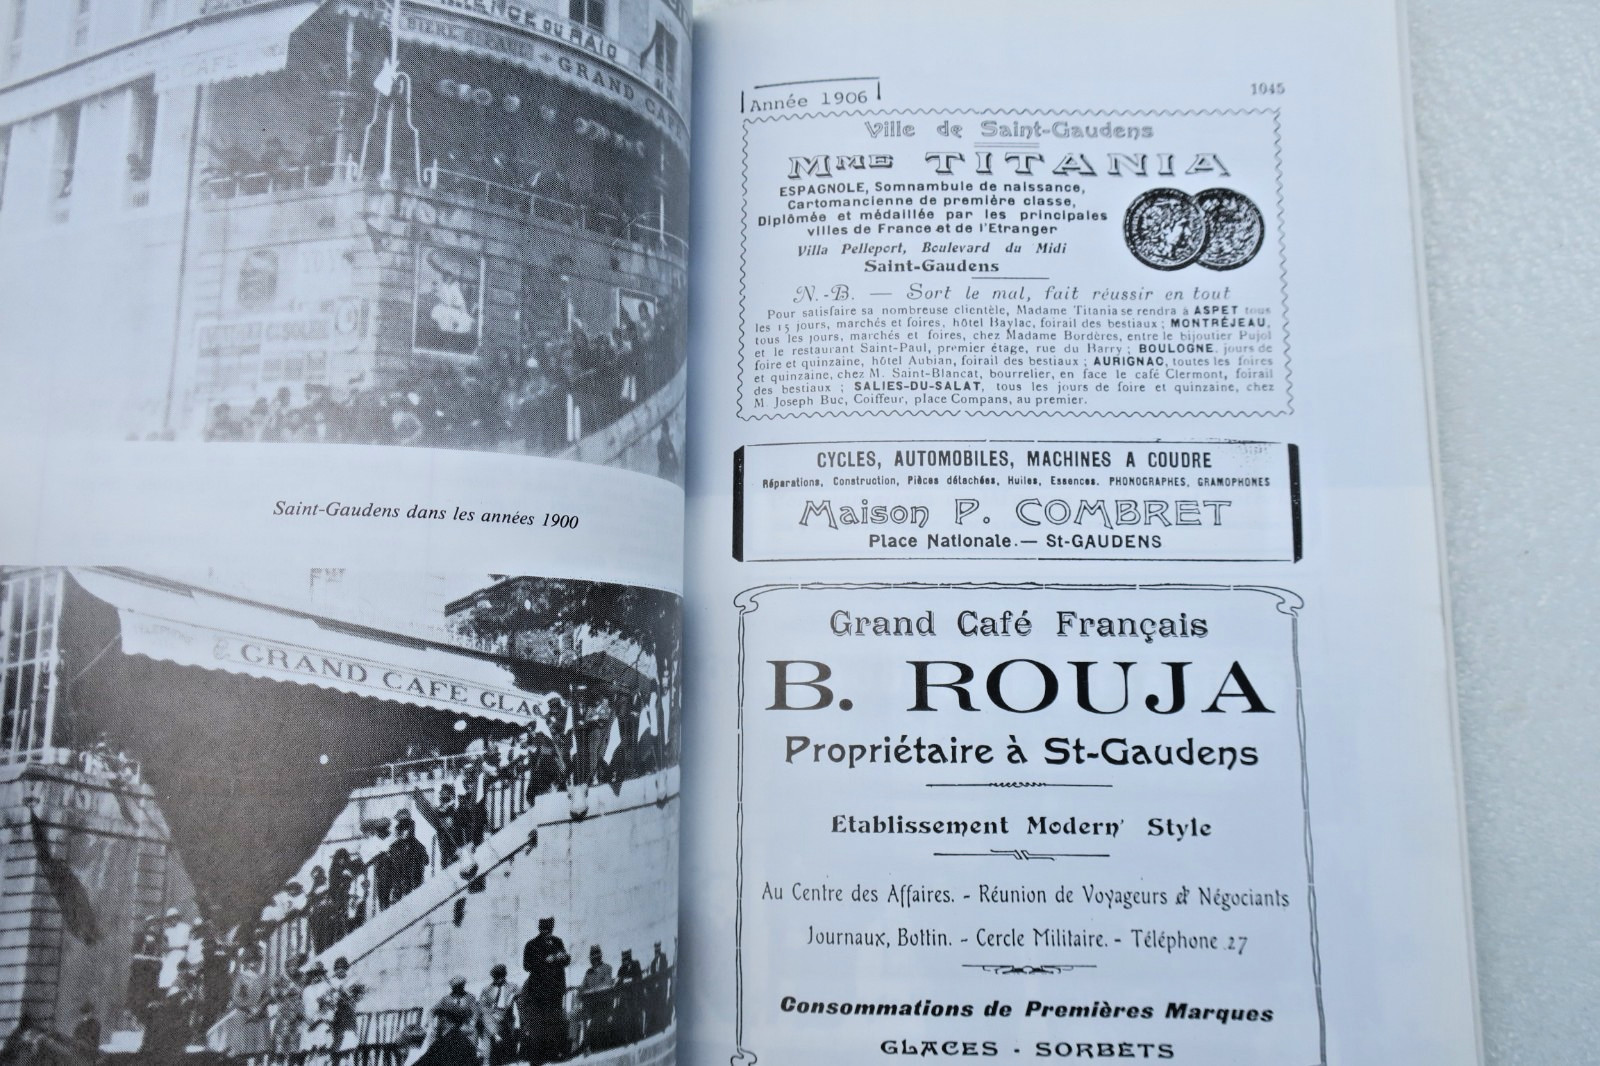 GRAND CAFE
Saint-Gaudens dans les années 1900
GRAND CAFE GLA
1045
Année 1906
Ville de Saint-Gaudens
MME TITANIA
ESPAGNOLE, Somnambule de naissance,
Cartomancienne de première classe,
Diplômée et médaillée par les principales
villes de France et de l'Etranger
Villa Pelleport, Boulevard du Midi
Saint-Gaudens
N.-B. — Sort le mal, fait réussir en tout
Pour satisfaire sa nombreuse clientèle, Madame Titania se rendra à ASPET tous
les 15 jours, marchés et foires, hôtel Baylac, foirail des bestiaux ; MONTRÉJEAU,
tous les jours, marchés et foires, chez Madame Bordères, entre le bijoutier Pujol
et le restaurant Saint-Paul, premier étage, rue du Barry ; BOULOGNE, jours de
foire et quinzaine, hôtel Aubian, foirail des bestiaux ; AURIGNAC, toutes les foires
et quinzaine, chez M. Saint-Blancat, bourrelier, en face le café Clermont, foirail
des bestiaux ; SALIES-DU-SALAT, tous les jours de foire et quinzaine, chez
M. Joseph Buc, Coiffeur, place Compans, au premier.
CYCLES, AUTOMOBILES, MACHINES A COUDRE
Réparations, Construction, Pièces détachées, Huiles, Essences. PHONOGRAPHES, GRAMOPHONES
Maison P. COMBRET
Place Nationale.— St-GAUDENS
Grand Café Français
B. ROUJA
Propriétaire à St-Gaudens
Etablissement Modern' Style
Au Centre des Affaires. - Réunion de Voyageurs & Négociants
Journaux, Bottin. - Cercle Militaire. - Téléphone 27
Consommations de Premières Marques
GLACES - SORBETS